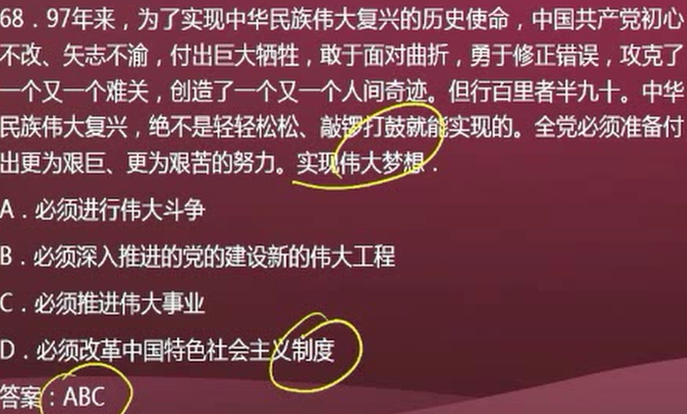 68．97年来，为了实现中华民族伟大复兴的历史使命，中国共产党初心
不改、矢志不渝，付出巨大牺牲，敢于面对曲折，勇于修正错误，攻克了
一个又一个难关，创造了一个又一个人间奇迹。但行百里者半九十。中华
民族伟大复兴，绝不是轻轻松松、敲锣打鼓就能实现的。全党必须准备付
出更为艰巨、更为艰苦的努力。实现伟大梦想．
A．必须进行伟大斗争
B．必须深入推进的党的建设新的伟大工程
C．必须推进伟大事业
D．必须改革中国特色社会主义制度
答案：ABC